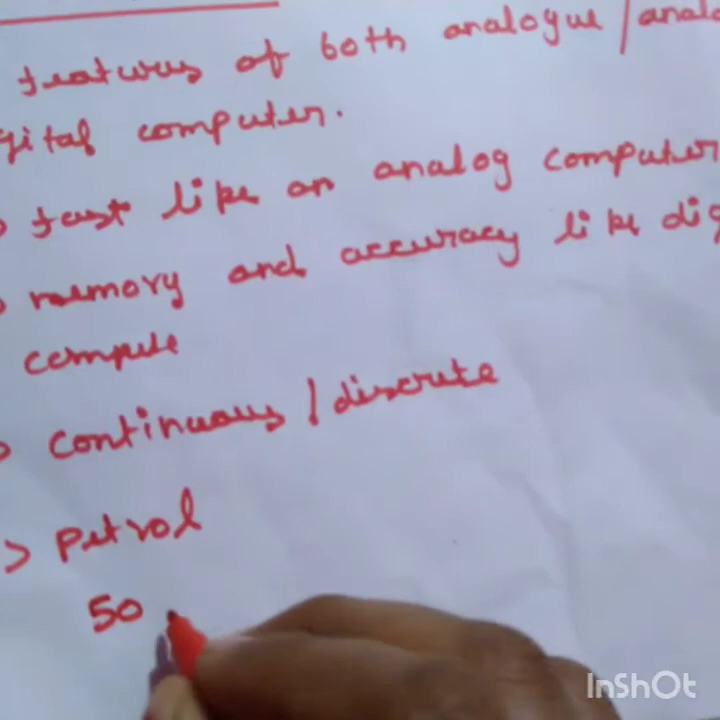 features of both analogue / analo
gital computer.
fast like an analog computer
memory and accuracy like dig
compute
continuous / discrete
> Petrol
50
InShOt